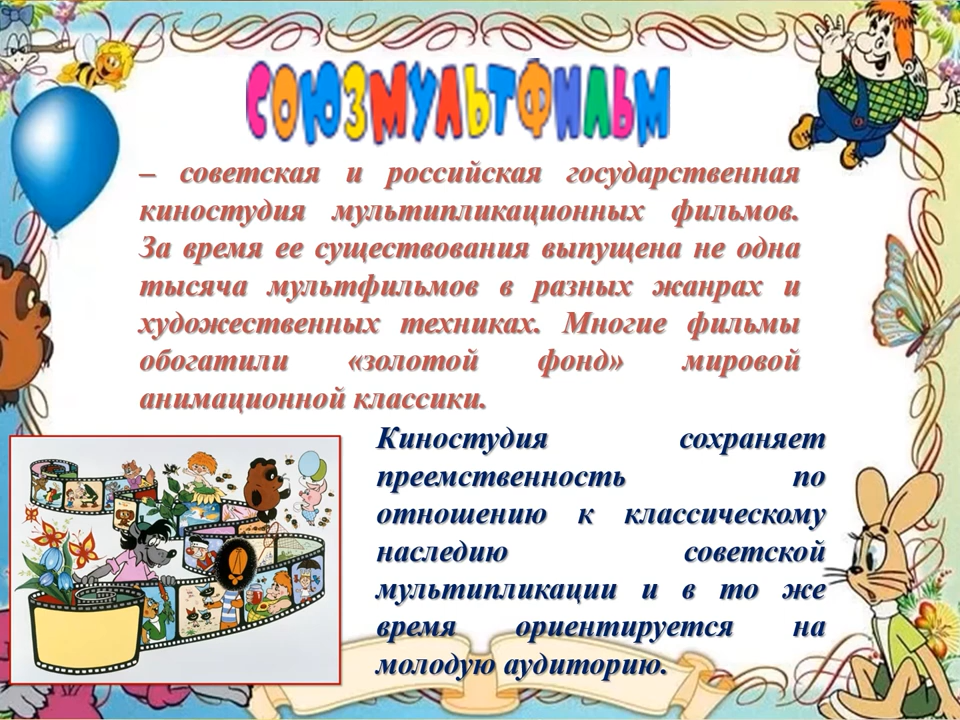 СОЮЗМУЛЬТФИЛЬМ
– советская и российская государственная
киностудия мультипликационных фильмов.
За время ее существования выпущена не одна
тысяча мультфильмов в разных жанрах и
художественных техниках. Многие фильмы
обогатили «золотой фонд» мировой
анимационной классики.
Киностудия сохраняет
преемственность по
отношению к классическому
наследию советской
мультипликации и в то же
время ориентируется на
молодую аудиторию.